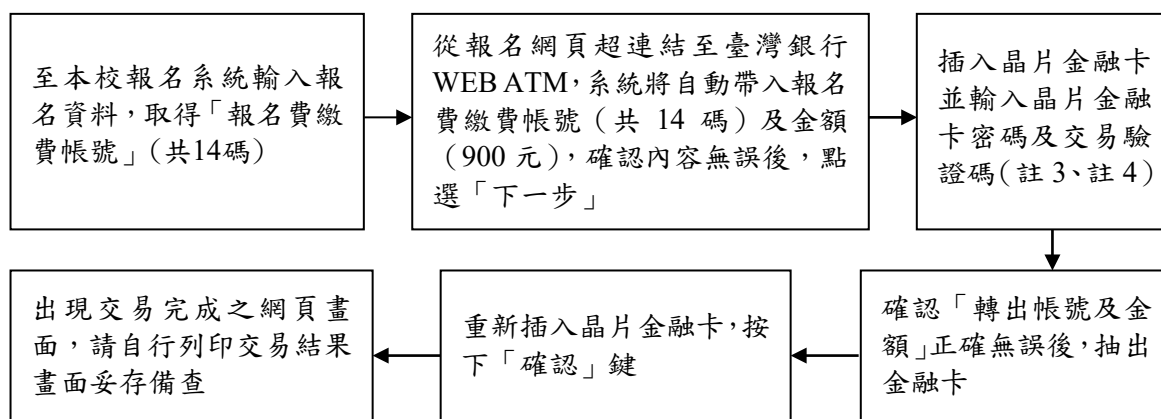 至本校報名系統輸入報
名資料，取得「報名費繳
費帳號」（共14碼）
從報名網頁超連結至臺灣銀行
WEB ATM，系統將自動帶入報名
費繳費帳號（共 14 碼）及金額
（900 元），確認內容無誤後，點
選「下一步」
插入晶片金融卡
並輸入晶片金融
卡密碼及交易驗
證碼（註 3、註 4）
確認「轉出帳號及金
額」正確無誤後，抽出
金融卡
重新插入晶片金融卡，按
下「確認」鍵
出現交易完成之網頁畫
面，請自行列印交易結果
畫面妥存備查